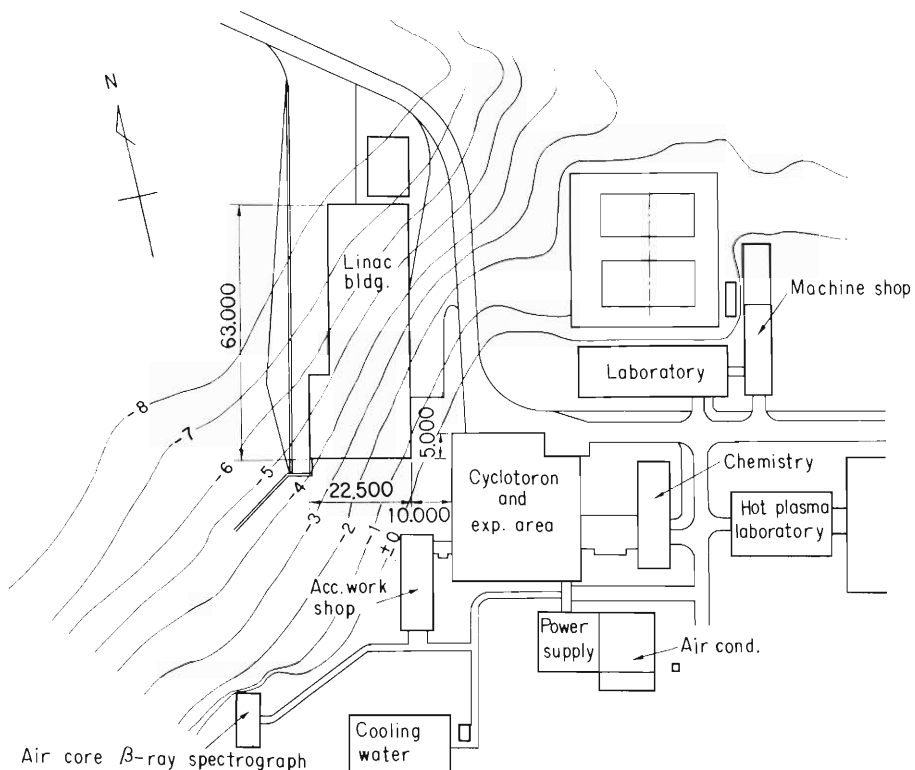 N
Linac
bldg.
63.000
Machine shop
Laboratory
-8
-7
-6
-5
-4
-3
-2
-1
±0
5.000
22.500
10.000
Cyclotoron
and
exp. area
Chemistry
Hot plasma
laboratory
Acc. work
shop
Power
supply
Air cond.
Cooling
water
Air core β-ray spectrograph